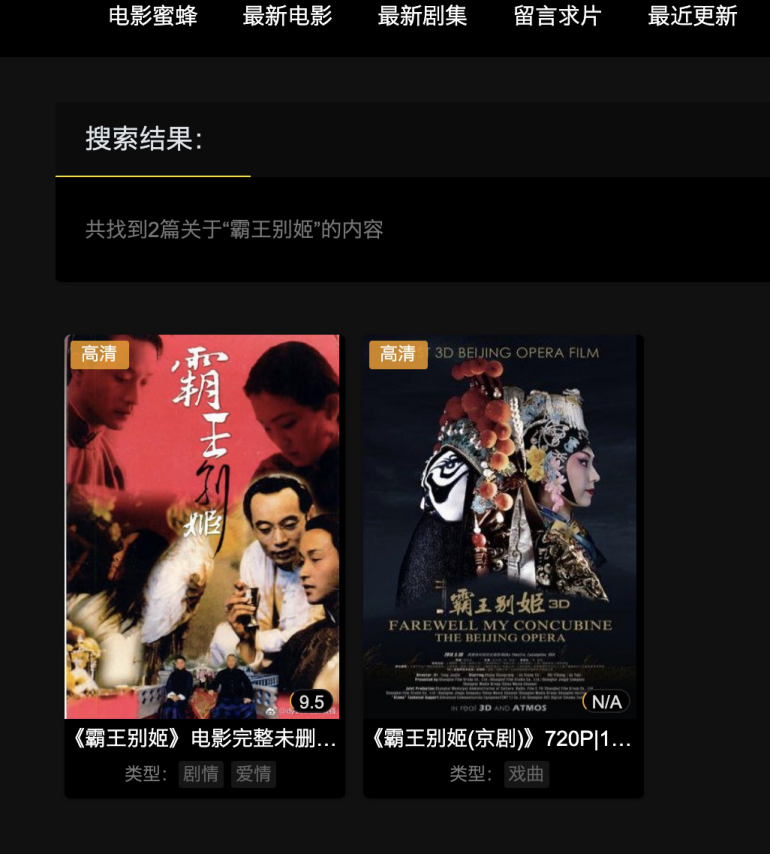 电影蜜蜂 最新电影 最新剧集 留言求片 最近更新
搜索结果：
共找到2篇关于“霸王别姬”的内容
高清
霸王别姬
9.5
《霸王别姬》电影完整未删...
类型： 剧情 爱情
高清
3D BEIJING OPERA FILM
霸王别姬 3D
FAREWELL MY CONCUBINE
THE BEIJING OPERA
IN REAL 3D AND ATMOS
N/A
《霸王别姬(京剧)》720P|1...
类型： 戏曲